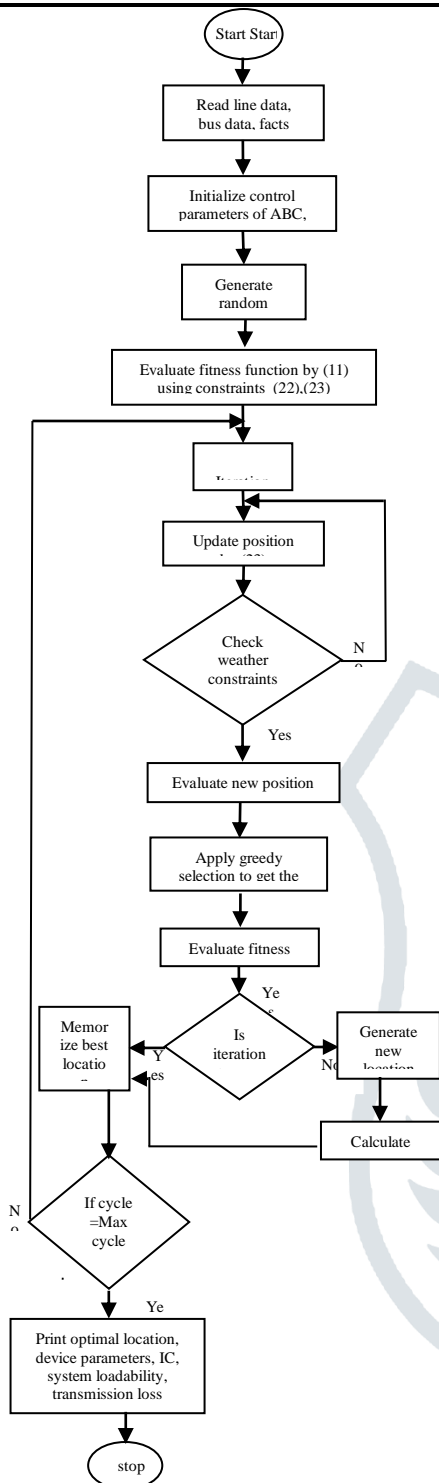 Start Start
Read line data,
bus data, facts
Initialize control
parameters of ABC,
Generate
random
Evaluate fitness function by (11)
using constraints (22),(23)
Iteration
Update position
Check
weather
constraints
N
o
Yes
Evaluate new position
Apply greedy
selection to get the
Evaluate fitness
Ye
s
Is
iteration
Y
es
No
Memor
ize best
locatio
n
Generate
new
location
Calculate
If cycle
=Max
cycle
.
N
o
Ye
Print optimal location,
device parameters, IC,
system loadability,
transmission loss
stop